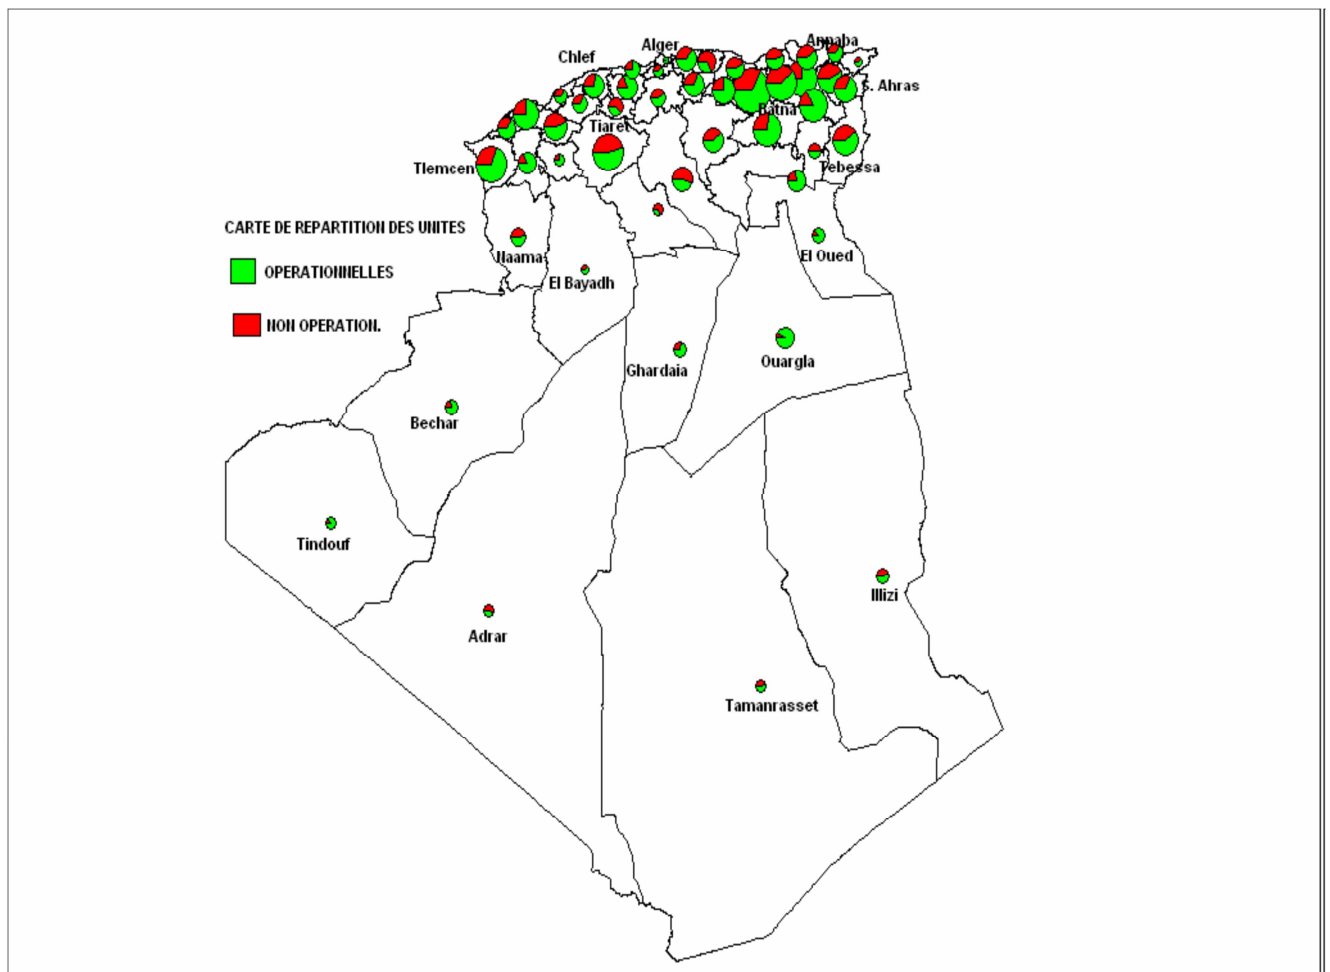 Alger
Annaba
Chlef
S. Ahras
Batna
Tiaret
Tlemcen
Tebessa
CARTE DE REPARTITION DES UNITES
OPERATIONNELLES
NON OPERATION.
Naama
El Oued
El Bayadh
Ghardaia
Ouargla
Bechar
Tindouf
Illizi
Adrar
Tamanrasset